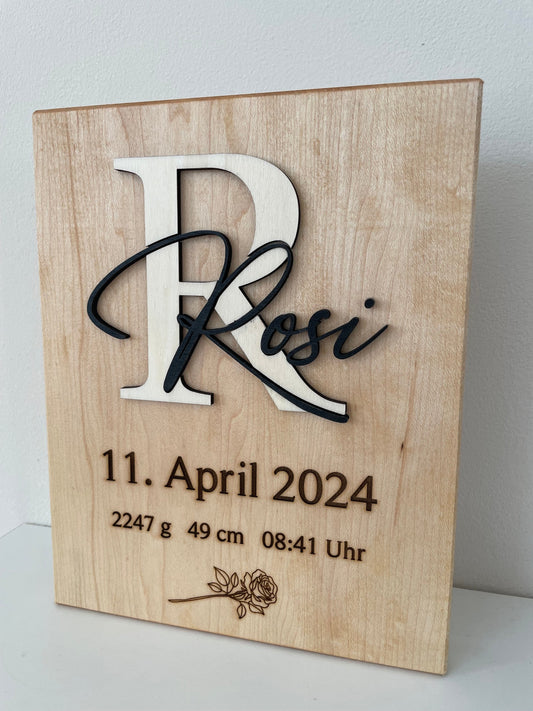 R
Rosi
11. April 2024
2247 g 49 cm 08:41 Uhr